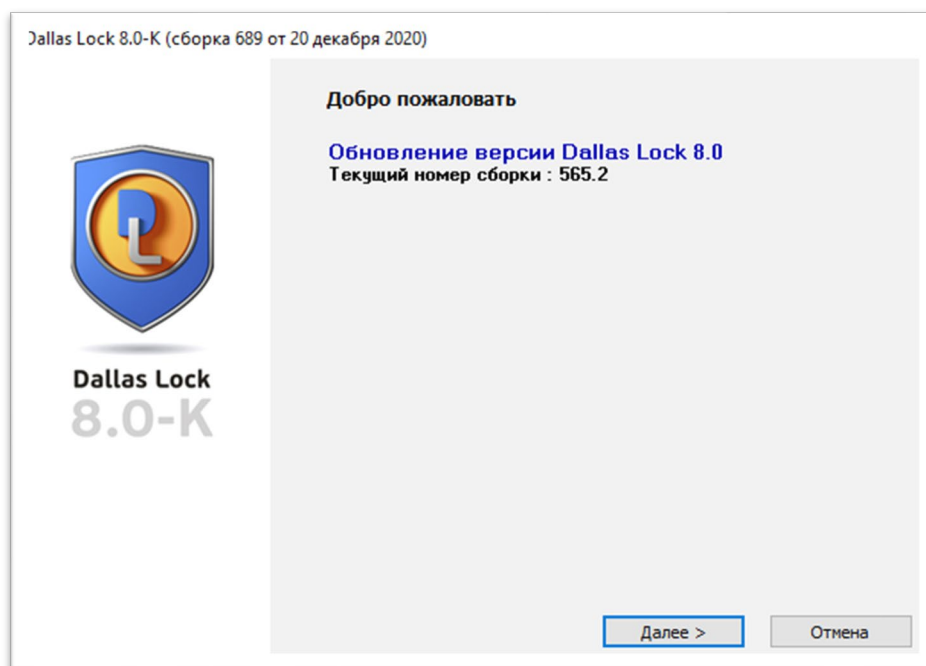 Dallas Lock 8.0-K (сборка 689 от 20 декабря 2020)
Добро пожаловать
Обновление версии Dallas Lock 8.0
Текущий номер сборки : 565.2
DL
Dallas Lock
8.0-K
Далее >
Отмена